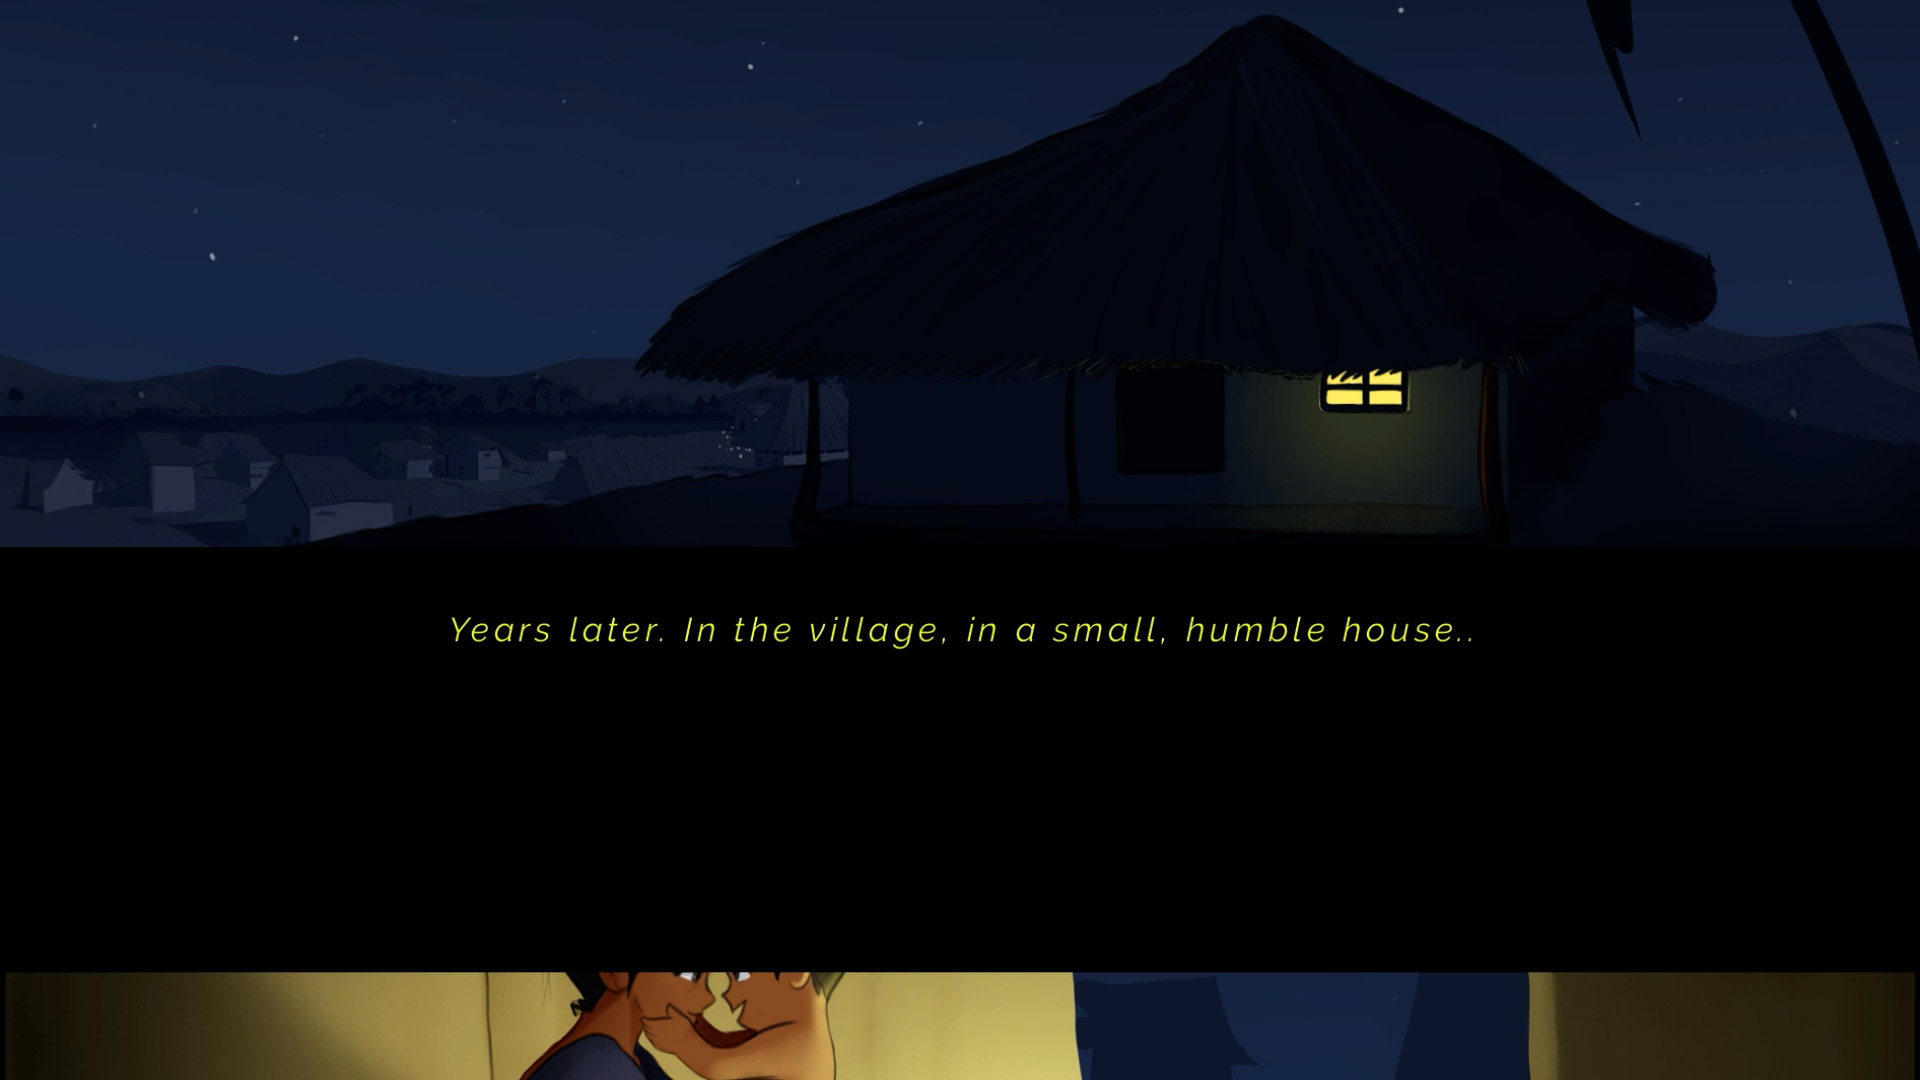 Years later. In the village, in a small, humble house..